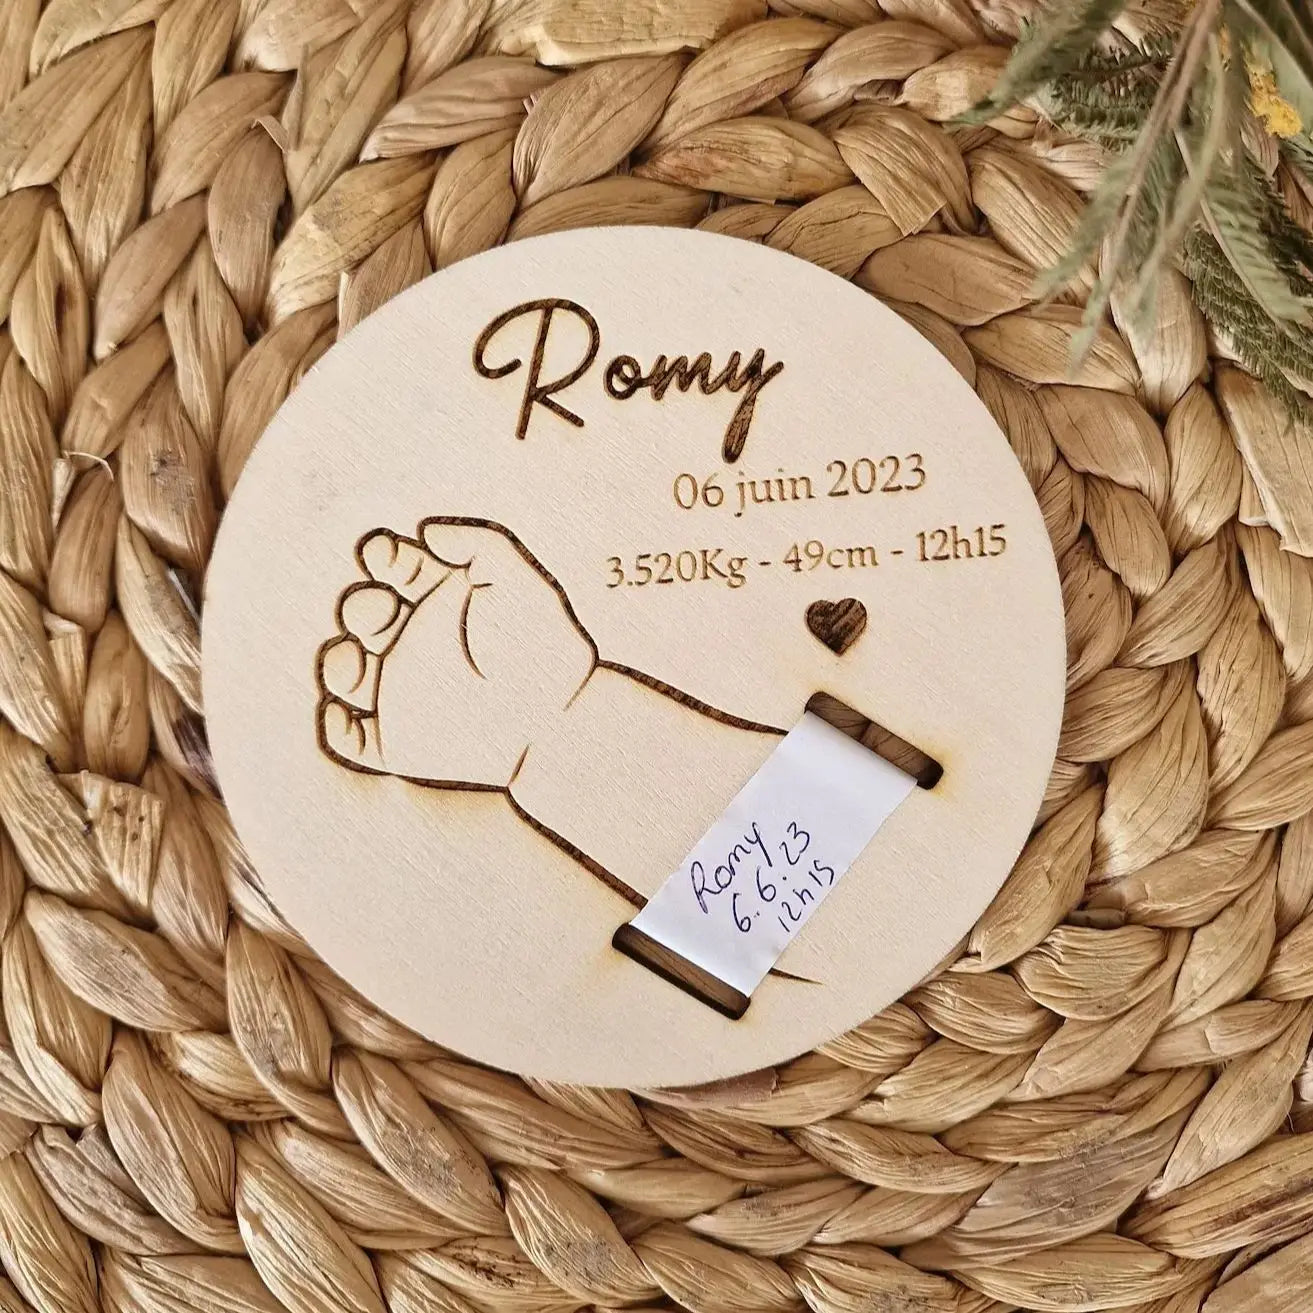 Romy
06 juin 2023
3.520Kg - 49cm - 12h15
Romy
6.6.23
12h15